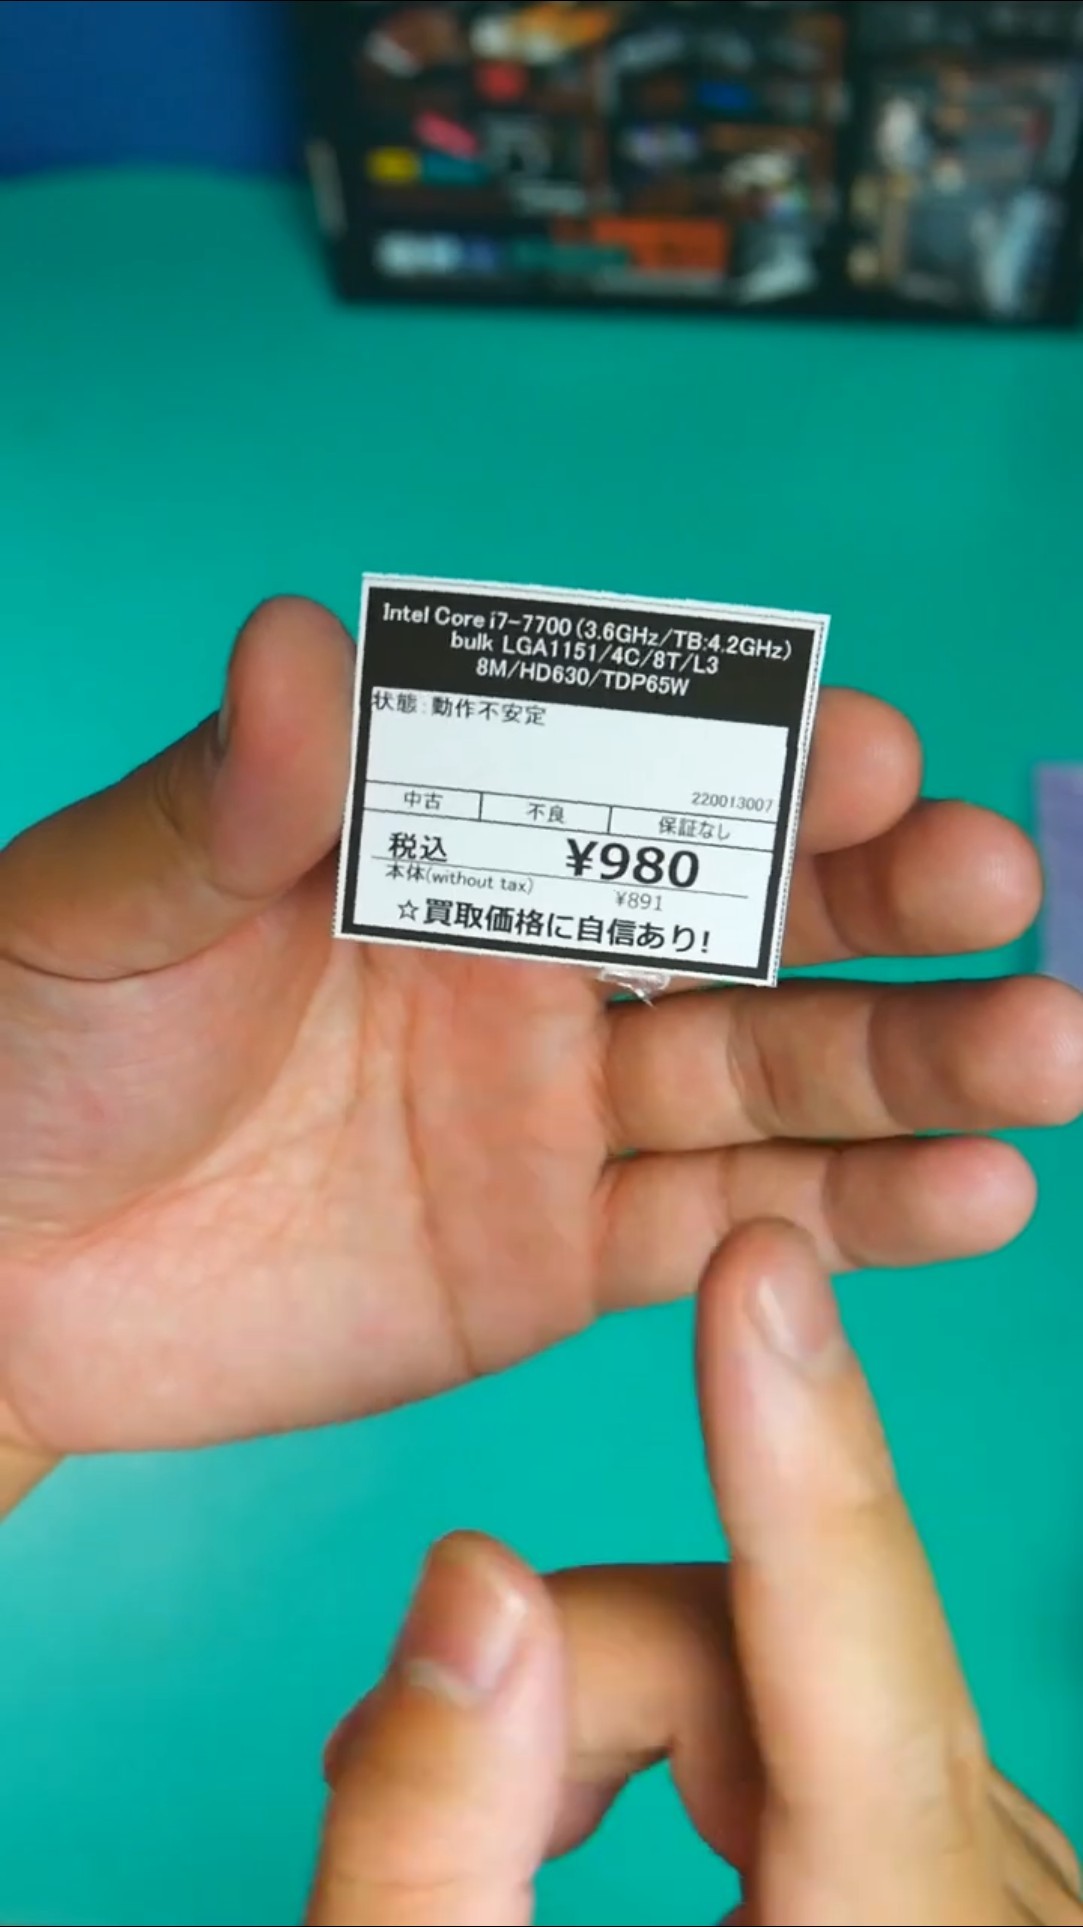 Intel Core i7-7700 (3.6GHz/TB:4.2GHz)
bulk LGA1151/4C/8T/L3
8M/HD630/TDP65W
状態:動作不安定
220013007
中古 不良 保証なし
税込 ¥980
本体(without tax) ¥891
☆買取価格に自信あり!